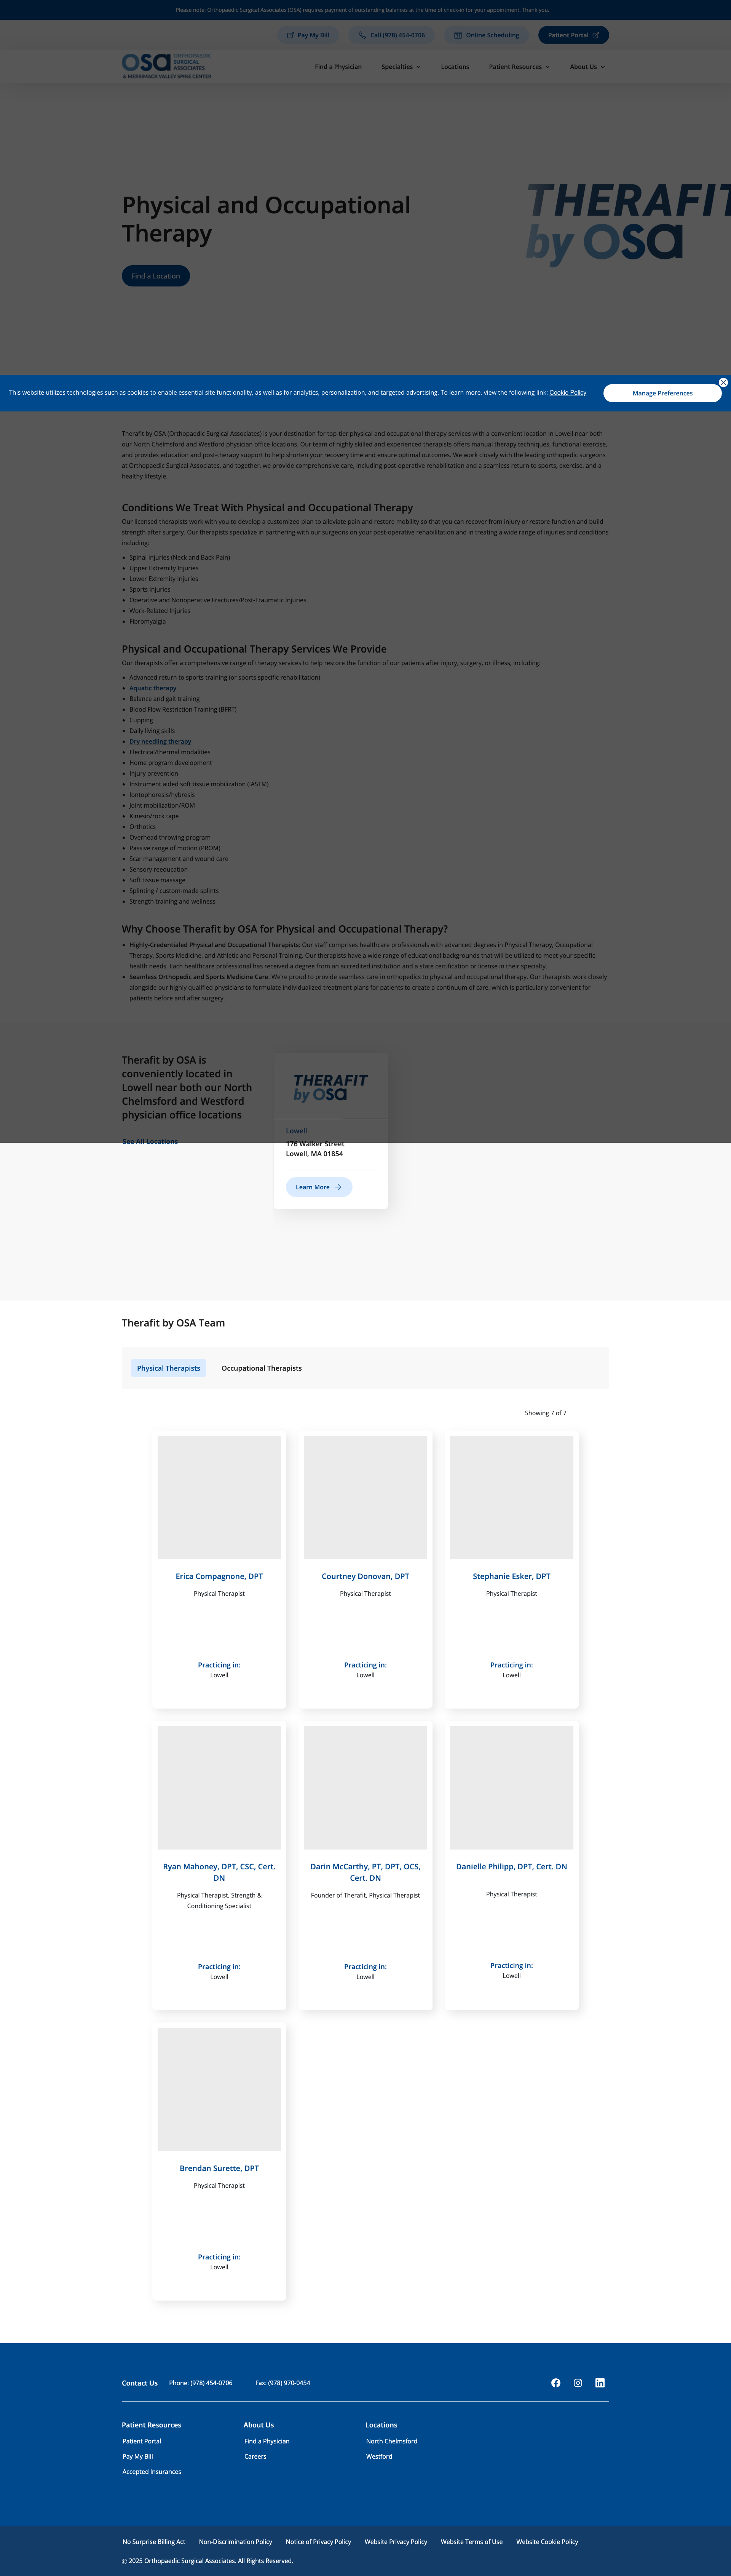 Please note: Orthopaedic Surgical Associates (OSA) requires payment of outstanding balances at the time of check-in for your appointment. Thank you.
Pay My Bill
Call (978) 454-0706
Online Scheduling
Patient Portal
osa ORTHOPAEDIC
SURGICAL
ASSOCIATES
& MERRIMACK VALLEY SPINE CENTER
Find a Physician
Specialties
Locations
Patient Resources
About Us
Physical and Occupational
Therapy
Find a Location
THERAFIT
by osa
This website utilizes technologies such as cookies to enable essential site functionality, as well as for analytics, personalization, and targeted advertising. To learn more, view the following link: Cookie Policy
Manage Preferences
Therafit by OSA (Orthopaedic Surgical Associates) is your destination for top-tier physical and occupational therapy services with a convenient location in Lowell near both
our North Chelmsford and Westford physician office locations. Our team of highly skilled and experienced therapists offers manual therapy techniques, functional exercise,
and provides education and post-therapy support to help shorten your recovery time and ensure optimal outcomes. We work closely with the leading orthopedic surgeons
at Orthopaedic Surgical Associates, and together, we provide comprehensive care, including post-operative rehabilitation and a seamless return to sports, exercise, and a
healthy lifestyle.
Conditions We Treat With Physical and Occupational Therapy
Our licensed therapists work with you to develop a customized plan to alleviate pain and restore mobility so that you can recover from injury or restore function and build
strength after surgery. Our therapists specialize in partnering with our surgeons on your post-operative rehabilitation and in treating a wide range of injuries and conditions
including:
Spinal Injuries (Neck and Back Pain)
Upper Extremity Injuries
Lower Extremity Injuries
Sports Injuries
Operative and Nonoperative Fractures/Post-Traumatic Injuries
Work-Related Injuries
Fibromyalgia
Physical and Occupational Therapy Services We Provide
Our therapists offer a comprehensive range of therapy services to help restore the function of our patients after injury, surgery, or illness, including:
Advanced return to sports training (or sports specific rehabilitation)
Aquatic therapy
Balance and gait training
Blood Flow Restriction Training (BFRT)
Cupping
Daily living skills
Dry needling therapy
Electrical/thermal modalities
Home program development
Injury prevention
Instrument aided soft tissue mobilization (IASTM)
Iontophoresis/hybresis
Joint mobilization/ROM
Kinesio/rock tape
Orthotics
Overhead throwing program
Passive range of motion (PROM)
Scar management and wound care
Sensory reeducation
Soft tissue massage
Splinting / custom-made splints
Strength training and wellness
Why Choose Therafit by OSA for Physical and Occupational Therapy?
Highly-Credentialed Physical and Occupational Therapists: Our staff comprises healthcare professionals with advanced degrees in Physical Therapy, Occupational
Therapy, Sports Medicine, and Athletic and Personal Training. Our therapists have a wide range of educational backgrounds that will be utilized to meet your specific
health needs. Each healthcare professional has received a degree from an accredited institution and a state certification or license in their specialty.
Seamless Orthopedic and Sports Medicine Care: We're proud to provide seamless care in orthopedics to physical and occupational therapy. Our therapists work closely
alongside our highly qualified physicians to formulate individualized treatment plans for patients to create a continuum of care, which is particularly convenient for
patients before and after surgery.
Therafit by OSA is
conveniently located in
Lowell near both our North
Chelmsford and Westford
physician office locations
See All Locations
THERAFIT
by osa
Lowell
176 Walker Street
Lowell, MA 01854
Learn More
Therafit by OSA Team
Physical Therapists
Occupational Therapists
Showing 7 of 7
Erica Compagnone, DPT
Physical Therapist
Practicing in:
Lowell
Courtney Donovan, DPT
Physical Therapist
Practicing in:
Lowell
Stephanie Esker, DPT
Physical Therapist
Practicing in:
Lowell
Ryan Mahoney, DPT, CSC, Cert.
DN
Physical Therapist, Strength &
Conditioning Specialist
Practicing in:
Lowell
Darin McCarthy, PT, DPT, OCS,
Cert. DN
Founder of Therafit, Physical Therapist
Practicing in:
Lowell
Danielle Philipp, DPT, Cert. DN
Physical Therapist
Practicing in:
Lowell
Brendan Surette, DPT
Physical Therapist
Practicing in:
Lowell
Contact Us
Phone: (978) 454-0706
Fax: (978) 970-0454
Patient Resources
Patient Portal
Pay My Bill
Accepted Insurances
About Us
Find a Physician
Careers
Locations
North Chelmsford
Westford
No Surprise Billing Act
Non-Discrimination Policy
Notice of Privacy Policy
Website Privacy Policy
Website Terms of Use
Website Cookie Policy
© 2025 Orthopaedic Surgical Associates. All Rights Reserved.